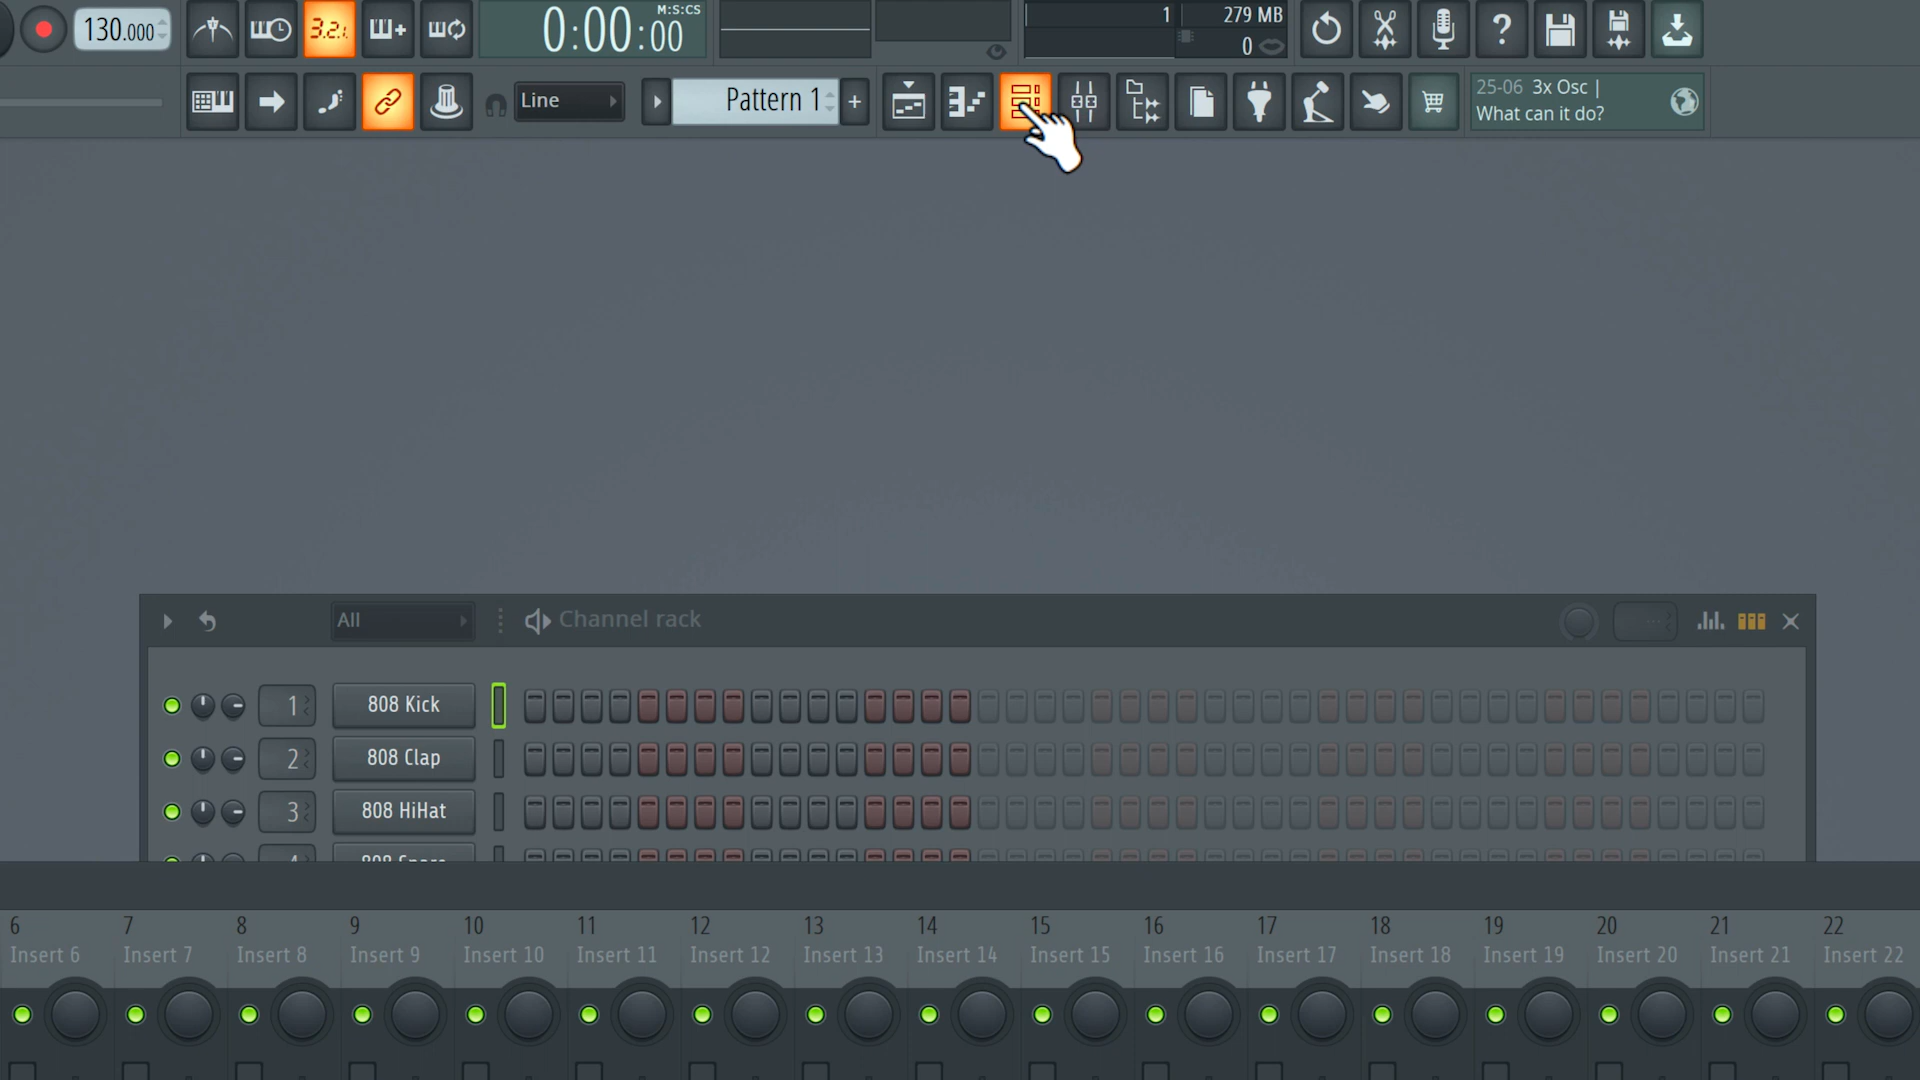 130.000
3.2.1
M:S:CS
0:00:00
1
279 MB
0
?
Line
Pattern 1
+
25-06 3x Osc |
What can it do?
All
Channel rack
1
808 Kick
2
808 Clap
3
808 HiHat
4
808 Snare
6 7 8 9 10 11 12 13 14 15 16 17 18 19 20 21 22
Insert 6 Insert 7 Insert 8 Insert 9 Insert 10 Insert 11 Insert 12 Insert 13 Insert 14 Insert 15 Insert 16 Insert 17 Insert 18 Insert 19 Insert 20 Insert 21 Insert 22